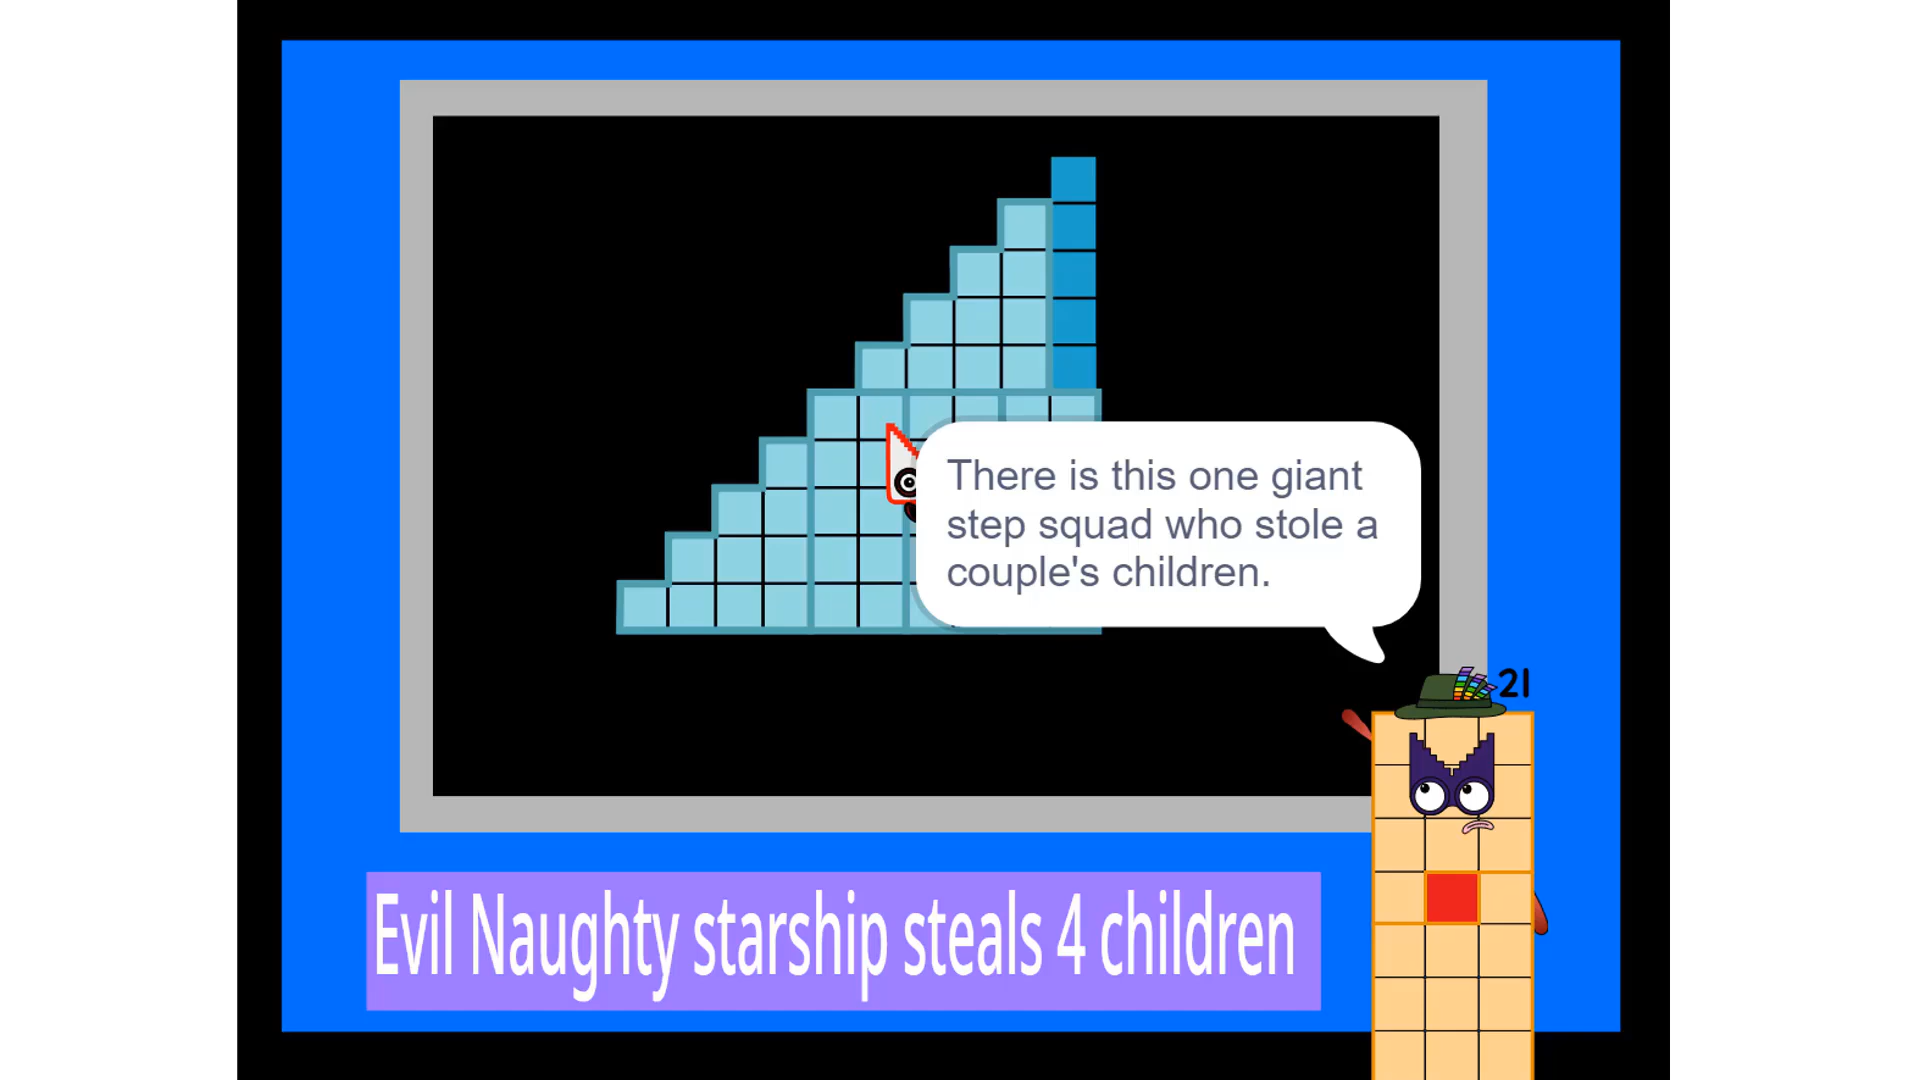 There is this one giant
step squad who stole a
couple's children.
21
Evil Naughty starship steals 4 children